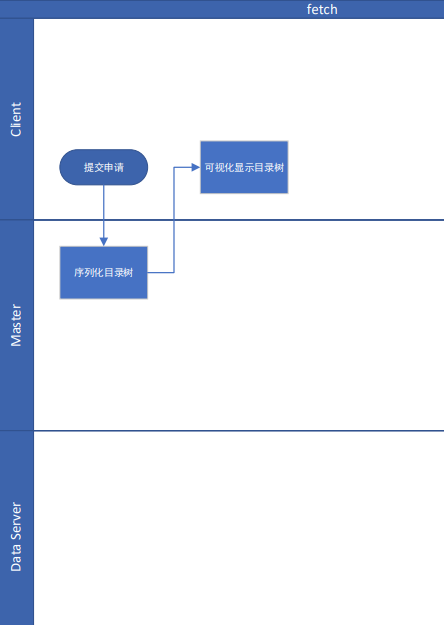 fetch
Client
提交申请
可视化显示目录树
Master
序列化目录树
Data Server